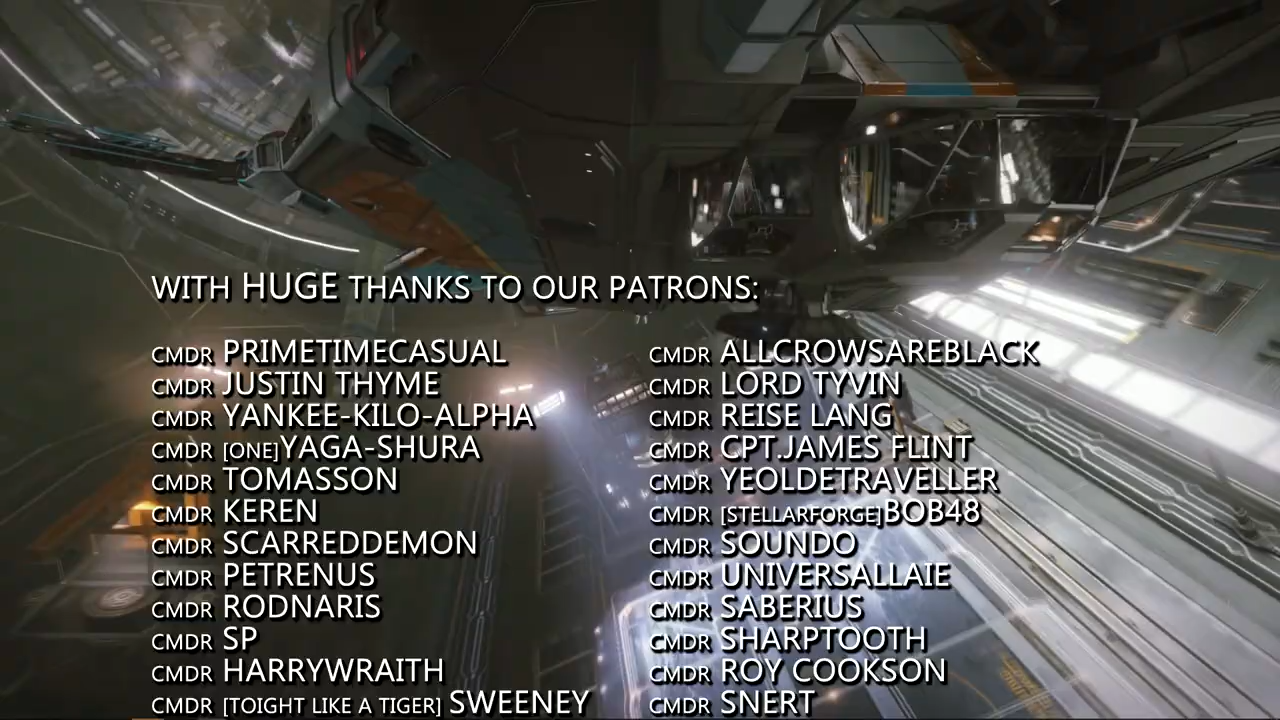 WITH HUGE THANKS TO OUR PATRONS:
CMDR PRIMETIMECASUAL
CMDR JUSTIN THYME
CMDR YANKEE-KILO-ALPHA
CMDR [ONE]YAGA-SHURA
CMDR TOMASSON
CMDR KEREN
CMDR SCARREDDEMON
CMDR PETRENUS
CMDR RODNARIS
CMDR SP
CMDR HARRYWRAITH
CMDR [TOIGHT LIKE A TIGER] SWEENEY
CMDR ALLCROWSAREBLACK
CMDR LORD TYVIN
CMDR REISE LANG
CMDR CPT.JAMES FLINT
CMDR YEOLDETRAVELLER
CMDR [STELLARFORGE]BOB48
CMDR SOUNDO
CMDR UNIVERSALLAIE
CMDR SABERIUS
CMDR SHARPTOOTH
CMDR ROY COOKSON
CMDR SNERT